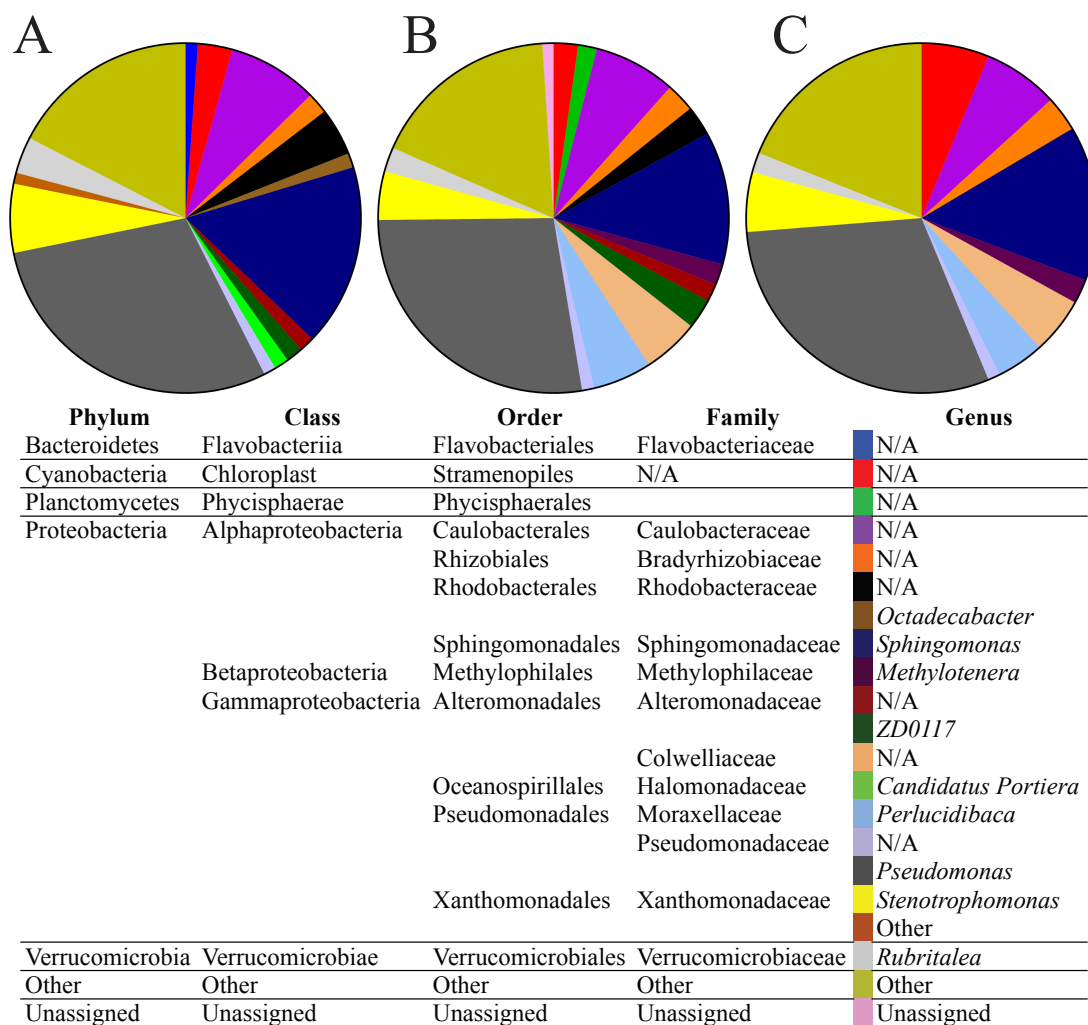 A B C
Phylum Class Order Family Genus
Bacteroidetes Flavobacteriia Flavobacteriales Flavobacteriaceae N/A
Cyanobacteria Chloroplast Stramenopiles N/A N/A
Planctomycetes Phycisphaerae Phycisphaerales N/A
Proteobacteria Alphaproteobacteria Caulobacterales Caulobacteraceae N/A
Rhizobiales Bradyrhizobiaceae N/A
Rhodobacterales Rhodobacteraceae N/A
Octadecabacter
Sphingomonadales Sphingomonadaceae Sphingomonas
Betaproteobacteria Methylophilales Methylophilaceae Methylotenera
Gammaproteobacteria Alteromonadales Alteromonadaceae N/A
ZD0117
Colwelliaceae N/A
Oceanospirillales Halomonadaceae Candidatus Portiera
Pseudomonadales Moraxellaceae Perlucidibaca
Pseudomonadaceae N/A
Pseudomonas
Xanthomonadales Xanthomonadaceae Stenotrophomonas
Other
Verrucomicrobia Verrucomicrobiae Verrucomicrobiales Verrucomicrobiaceae Rubritalea
Other Other Other Other Other
Unassigned Unassigned Unassigned Unassigned Unassigned